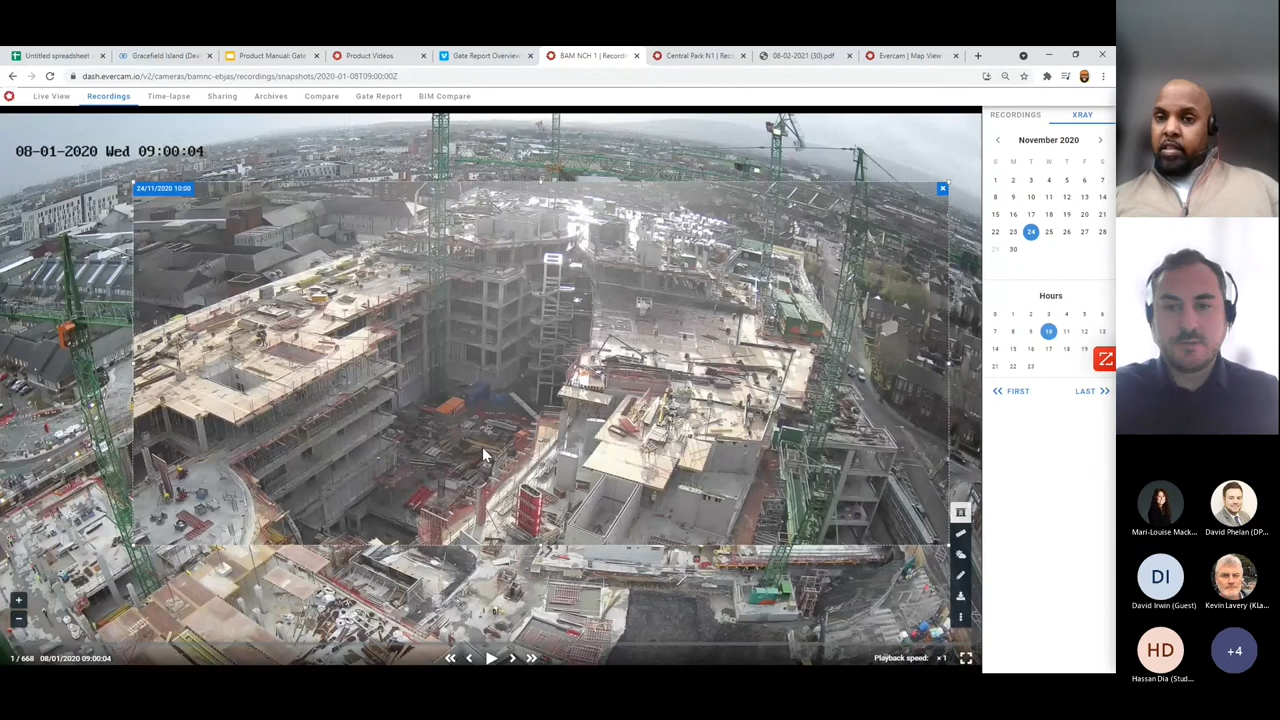 Untitled spreadsheet
Gracefield Island (Dea
Product Manual: Gate
Product Videos
Gate Report Overview
BAM NCH 1 | Recordi
Central Park N1 | Reco
08-02-2021 (30).pdf
Evercam | Map View
dash.evercam.io/v2/cameras/bamnc-ebjas/recordings/snapshots/2020-01-08T09:00:00Z
Live View
Recordings
Time-lapse
Sharing
Archives
Compare
Gate Report
BIM Compare
08-01-2020 Wed 09:00:04
24/11/2020 10:00
RECORDINGS XRAY
November 2020
S M T W T F S
1 2 3 4 5 6 7
8 9 10 11 12 13 14
15 16 17 18 19 20 21
22 23 24 25 26 27 28
29 30
Hours
0 1 2 3 4 5 6
7 8 9 10 11 12 13
14 15 16 17 18 19
21 22 23
FIRST LAST
1 / 668 08/01/2020 09:00:04
Playback speed: × 1
Mari-Louise Mack...
David Phelan (DP...
DI
David Irwin (Guest)
Kevin Lavery (KLa...
HD
Hassan Dia (Stud...
+4